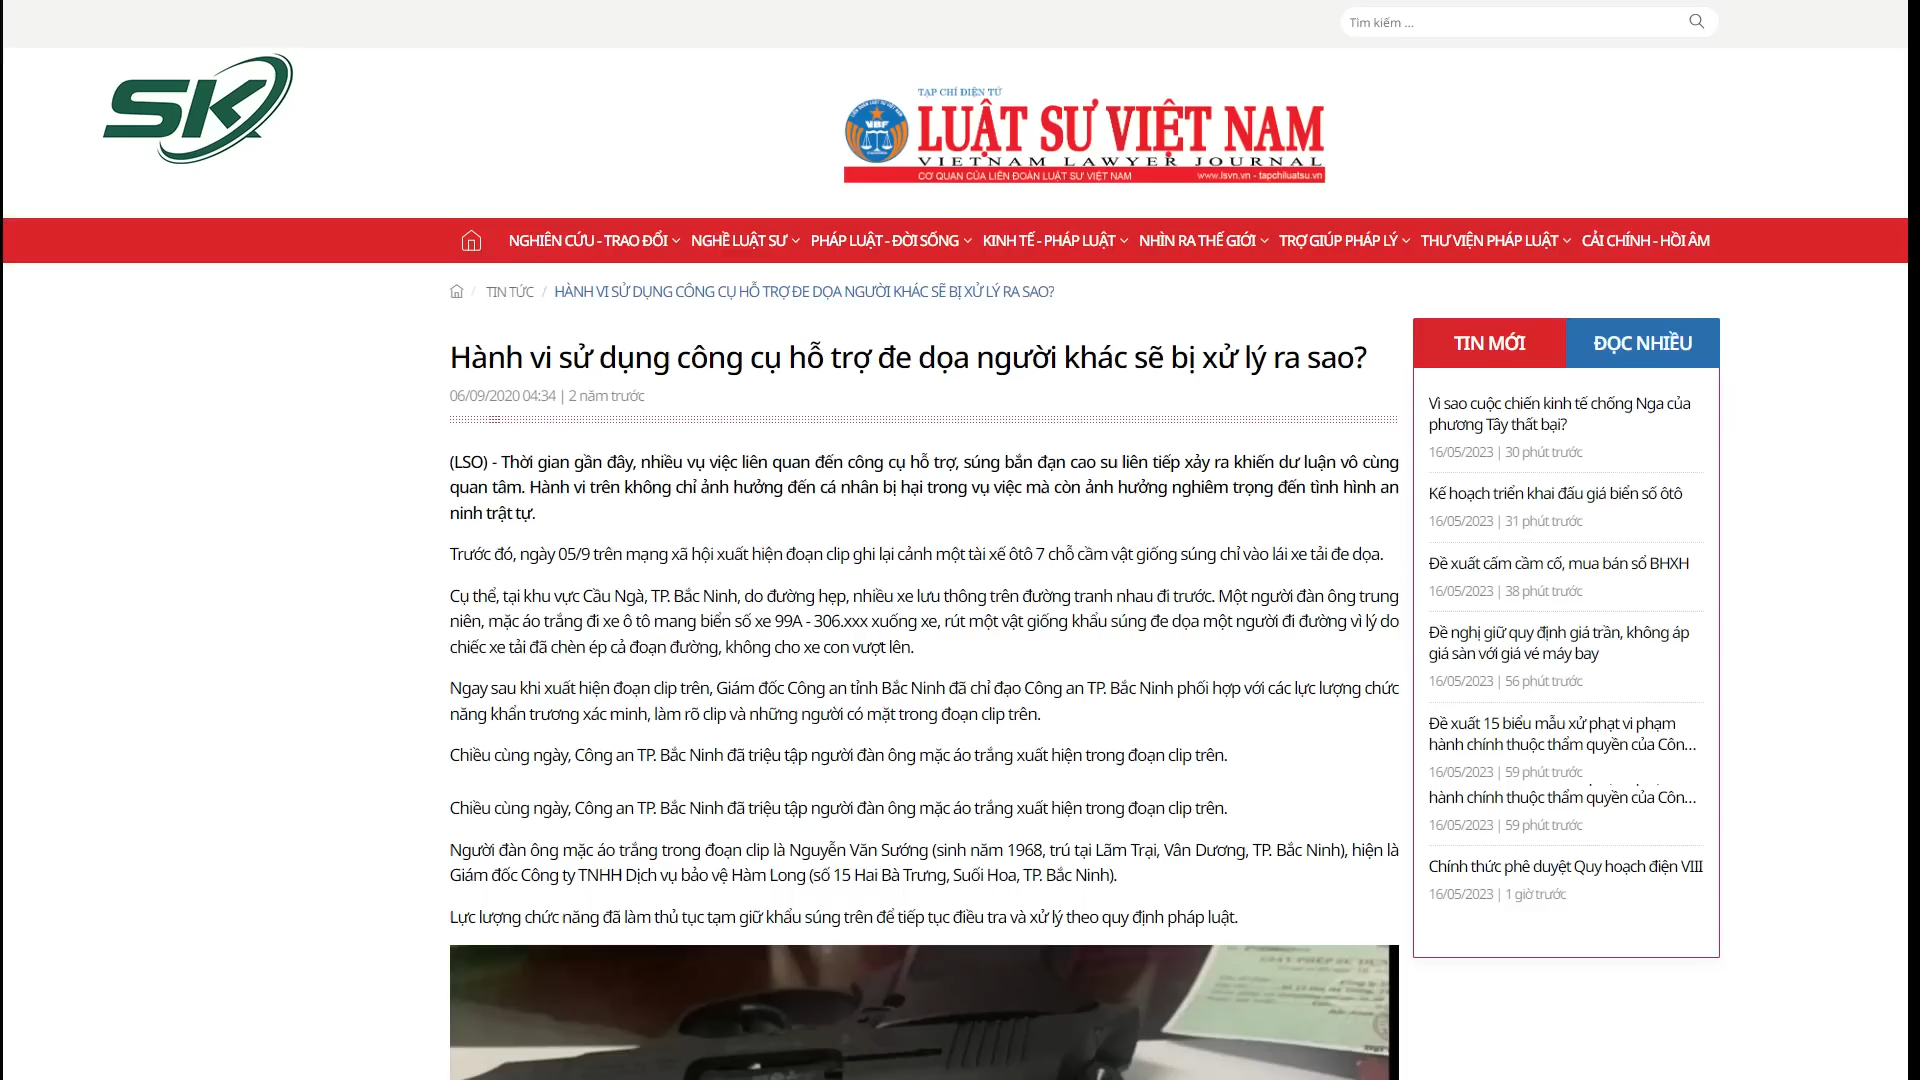 Tìm kiếm ...
SK
TẠP CHÍ ĐIỆN TỬ
LUẬT SƯ VIỆT NAM
VIETNAM LAWYER JOURNAL
CƠ QUAN CỦA LIÊN ĐOÀN LUẬT SƯ VIỆT NAM www.lsvn.vn - tapchiluatsu.vn
VBF
NGHIÊN CỨU - TRAO ĐỔI NGHỀ LUẬT SƯ PHÁP LUẬT - ĐỜI SỐNG KINH TẾ - PHÁP LUẬT NHÌN RA THẾ GIỚI TRỢ GIÚP PHÁP LÝ THƯ VIỆN PHÁP LUẬT CẢI CHÍNH - HỒI ÂM
/ TIN TỨC / HÀNH VI SỬ DỤNG CÔNG CỤ HỖ TRỢ ĐE DỌA NGƯỜI KHÁC SẼ BỊ XỬ LÝ RA SAO?
Hành vi sử dụng công cụ hỗ trợ đe dọa người khác sẽ bị xử lý ra sao?
06/09/2020 04:34 | 2 năm trước
(LSO) - Thời gian gần đây, nhiều vụ việc liên quan đến công cụ hỗ trợ, súng bắn đạn cao su liên tiếp xảy ra khiến dư luận vô cùng
quan tâm. Hành vi trên không chỉ ảnh hưởng đến cá nhân bị hại trong vụ việc mà còn ảnh hưởng nghiêm trọng đến tình hình an
ninh trật tự.
Trước đó, ngày 05/9 trên mạng xã hội xuất hiện đoạn clip ghi lại cảnh một tài xế ôtô 7 chỗ cầm vật giống súng chỉ vào lái xe tải đe dọa.
Cụ thể, tại khu vực Cầu Ngà, TP. Bắc Ninh, do đường hẹp, nhiều xe lưu thông trên đường tranh nhau đi trước. Một người đàn ông trung
niên, mặc áo trắng đi xe ô tô mang biển số xe 99A - 306.xxx xuống xe, rút một vật giống khẩu súng đe dọa một người đi đường vì lý do
chiếc xe tải đã chèn ép cả đoạn đường, không cho xe con vượt lên.
Ngay sau khi xuất hiện đoạn clip trên, Giám đốc Công an tỉnh Bắc Ninh đã chỉ đạo Công an TP. Bắc Ninh phối hợp với các lực lượng chức
năng khẩn trương xác minh, làm rõ clip và những người có mặt trong đoạn clip trên.
Chiều cùng ngày, Công an TP. Bắc Ninh đã triệu tập người đàn ông mặc áo trắng xuất hiện trong đoạn clip trên.
Chiều cùng ngày, Công an TP. Bắc Ninh đã triệu tập người đàn ông mặc áo trắng xuất hiện trong đoạn clip trên.
Người đàn ông mặc áo trắng trong đoạn clip là Nguyễn Văn Sướng (sinh năm 1968, trú tại Lãm Trại, Vân Dương, TP. Bắc Ninh), hiện là
Giám đốc Công ty TNHH Dịch vụ bảo vệ Hàm Long (số 15 Hai Bà Trưng, Suối Hoa, TP. Bắc Ninh).
Lực lượng chức năng đã làm thủ tục tạm giữ khẩu súng trên để tiếp tục điều tra và xử lý theo quy định pháp luật.
TIN MỚI ĐỌC NHIỀU
Vì sao cuộc chiến kinh tế chống Nga của
phương Tây thất bại?
16/05/2023 | 30 phút trước
Kế hoạch triển khai đấu giá biển số ôtô
16/05/2023 | 31 phút trước
Đề xuất cấm cầm cố, mua bán sổ BHXH
16/05/2023 | 38 phút trước
Đề nghị giữ quy định giá trần, không áp
giá sàn với giá vé máy bay
16/05/2023 | 56 phút trước
Đề xuất 15 biểu mẫu xử phạt vi phạm
hành chính thuộc thẩm quyền của Côn...
16/05/2023 | 59 phút trước
hành chính thuộc thẩm quyền của Côn...
16/05/2023 | 59 phút trước
Chính thức phê duyệt Quy hoạch điện VIII
16/05/2023 | 1 giờ trước